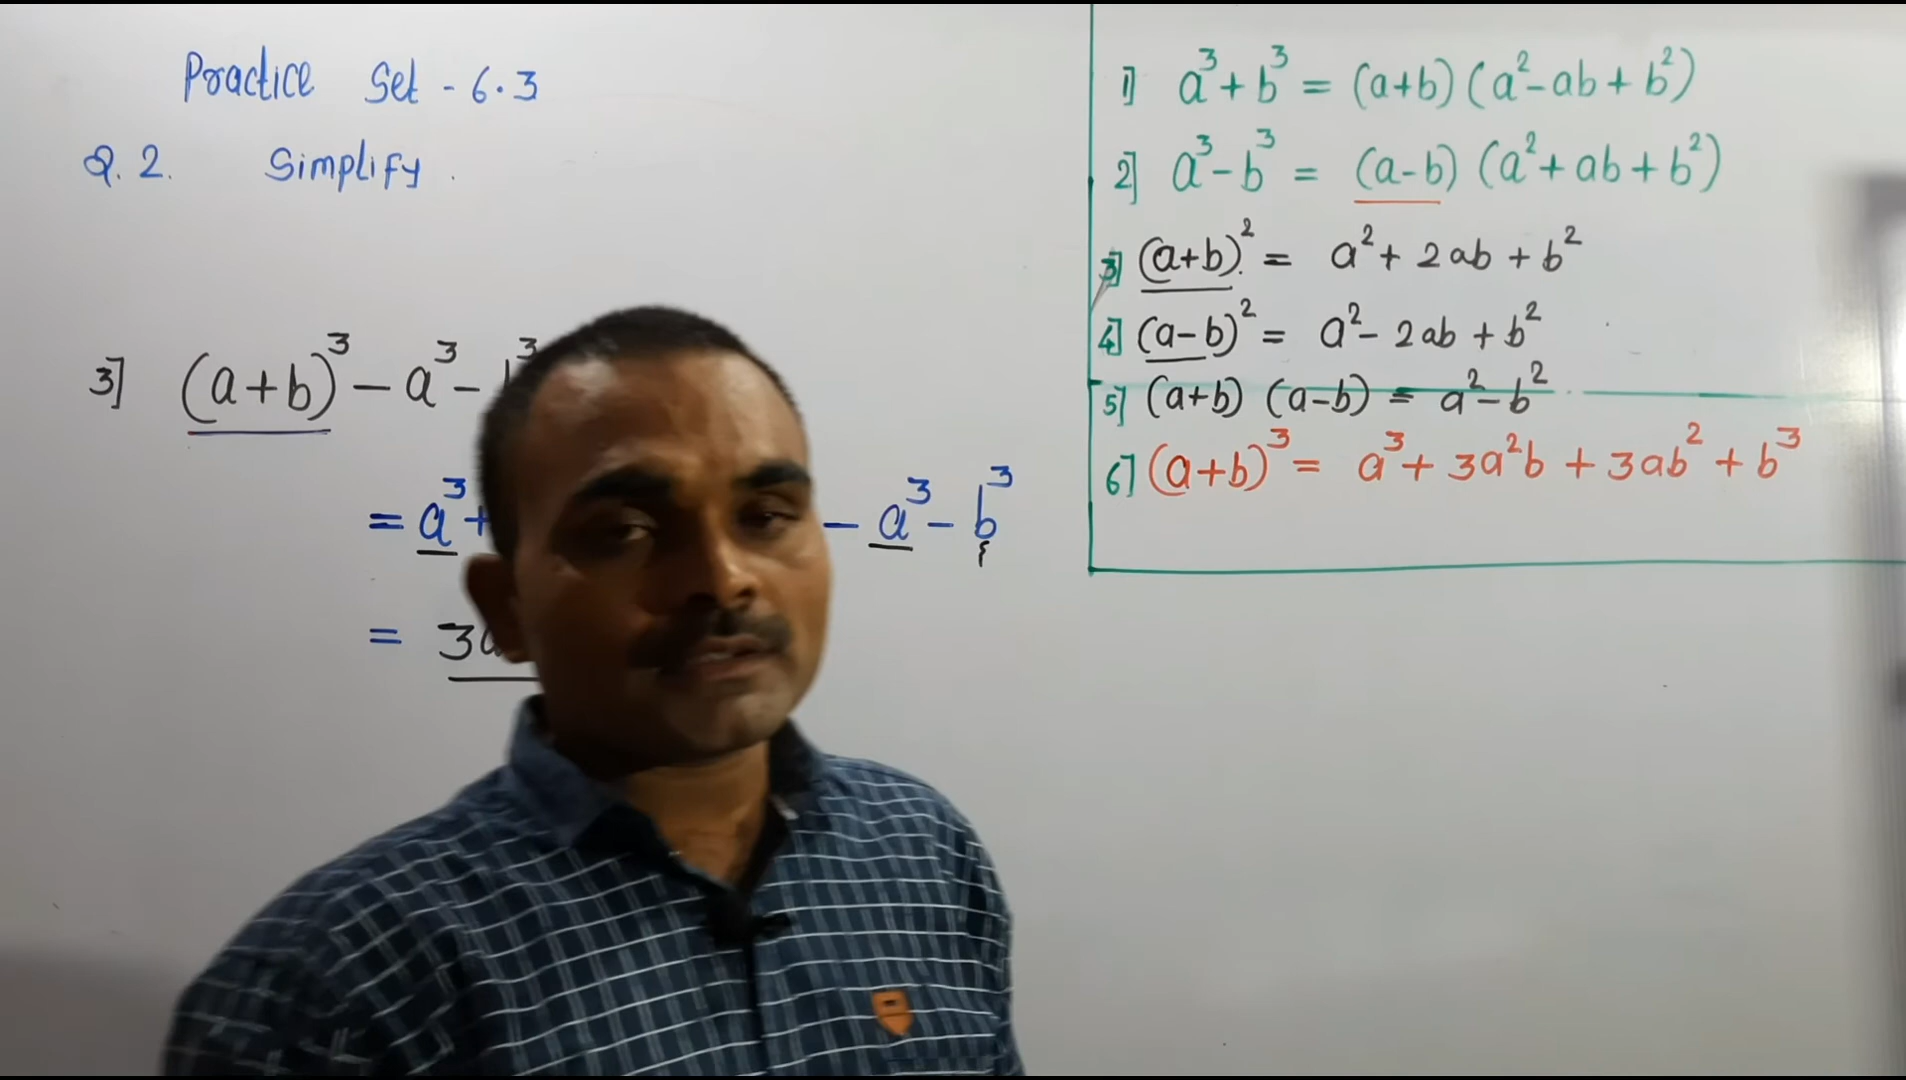 Practice Set - 6.3
Q. 2. Simplify.
3] (a+b)³ - a³ -
= a³ + - a³ - b³
= 3a
1] a³ + b³ = (a+b) (a² - ab + b²)
2] a³ - b³ = (a-b) (a² + ab + b²)
3] (a+b)² = a² + 2ab + b²
4] (a-b)² = a² - 2ab + b²
5] (a+b) (a-b) = a² - b²
6] (a+b)³ = a³ + 3a²b + 3ab² + b³